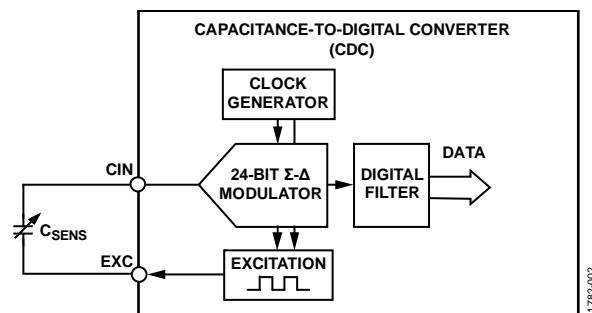 CAPACITANCE-TO-DIGITAL CONVERTER
(CDC)
CLOCK
GENERATOR
CIN
24-BIT Σ-Δ
MODULATOR
DIGITAL
FILTER
DATA
CSENS
EXC
EXCITATION